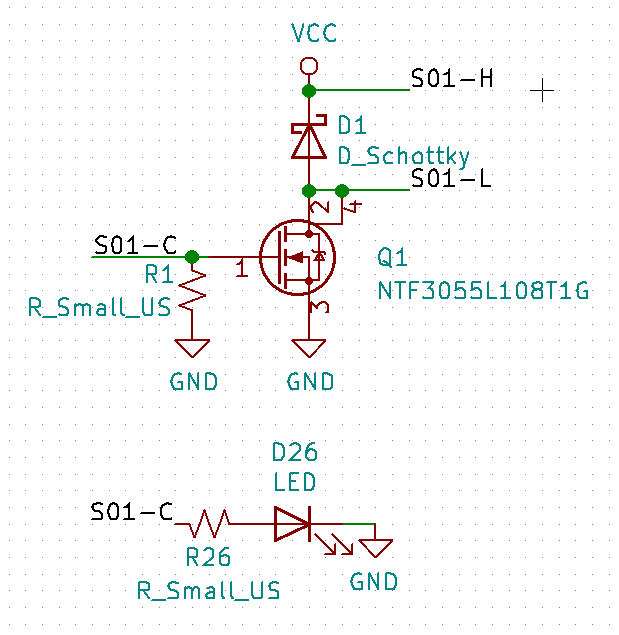 VCC
S01-H
D1
D_Schottky
S01-L
2
4
S01-C
1
Q1
R1
NTF3055L108T1G
R_Small_US
3
GND
GND
D26
LED
S01-C
R26
GND
R_Small_US